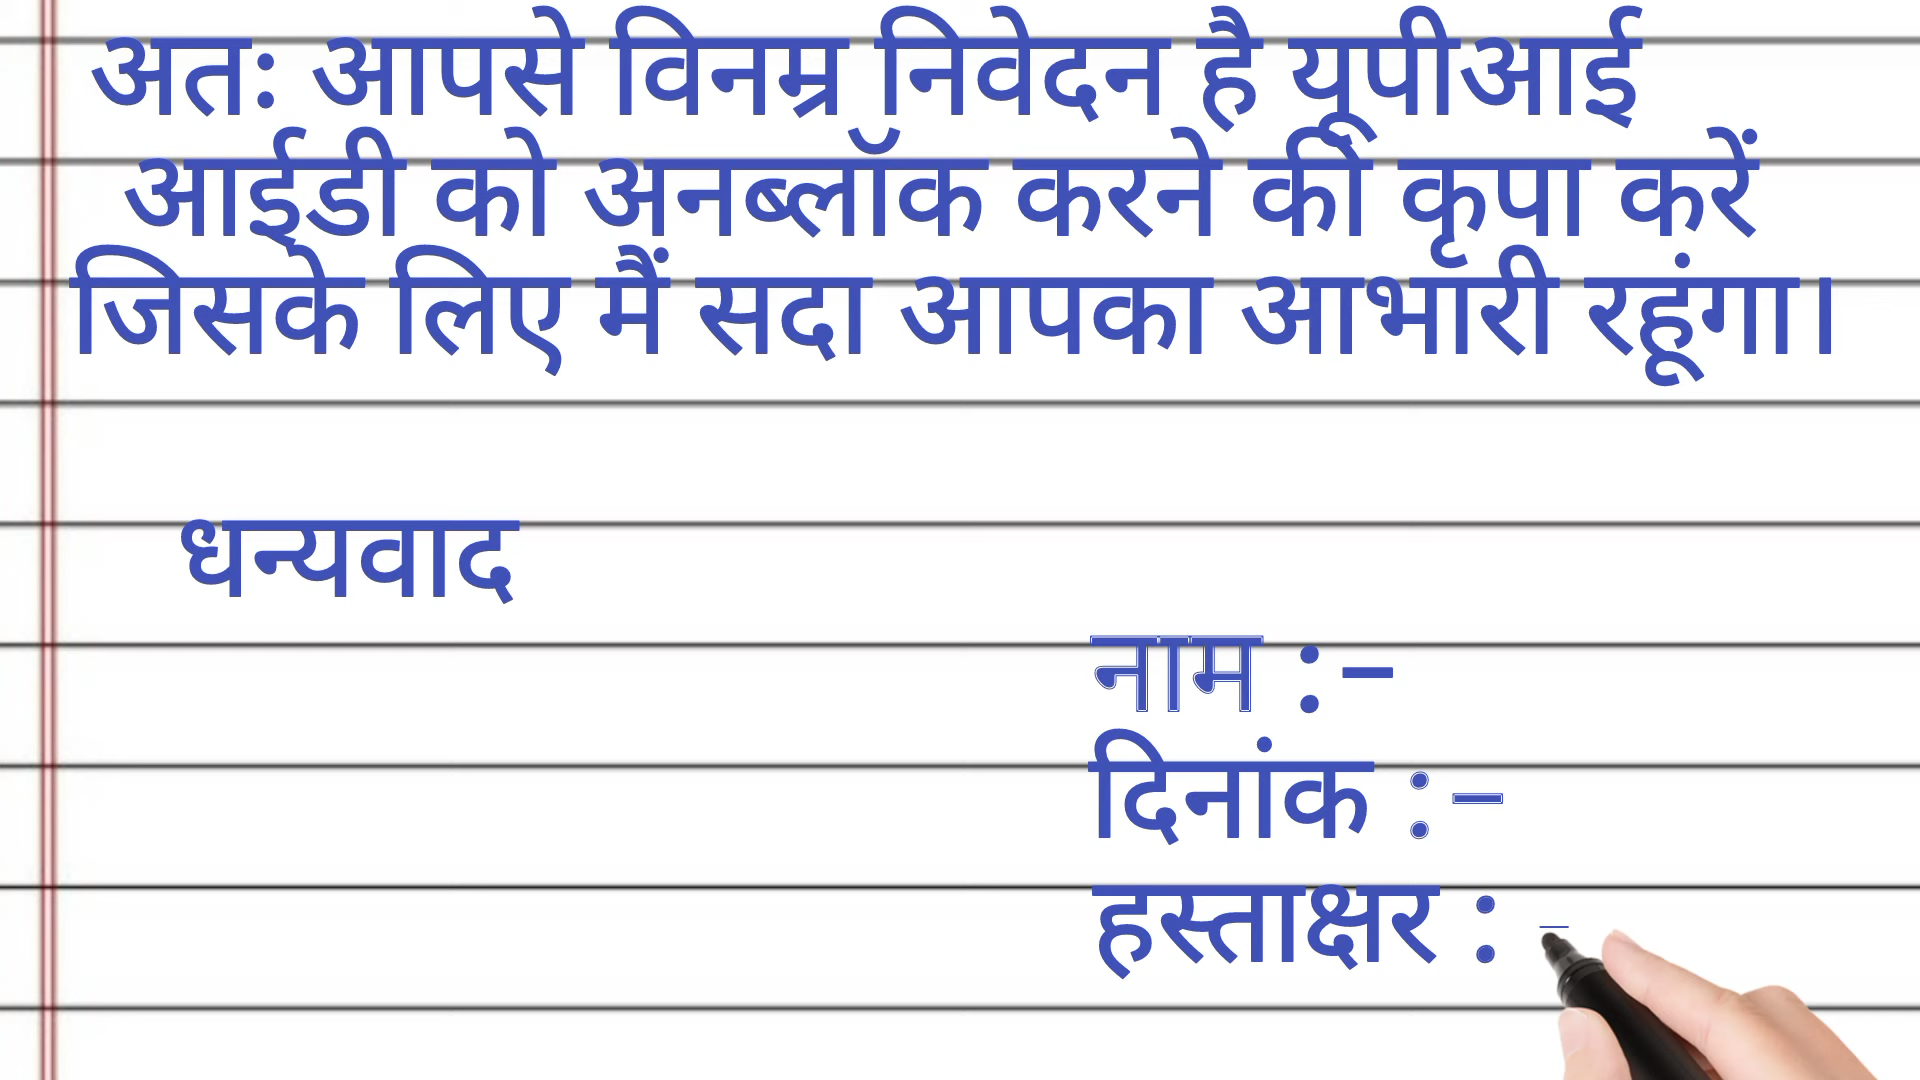 अतः आपसे विनम्र निवेदन है यूपीआई
आईडी को अनब्लॉक करने की कृपा करें
जिसके लिए मैं सदा आपका आभारी रहूंगा।
धन्यवाद
नाम :-
दिनांक :-
हस्ताक्षर : -